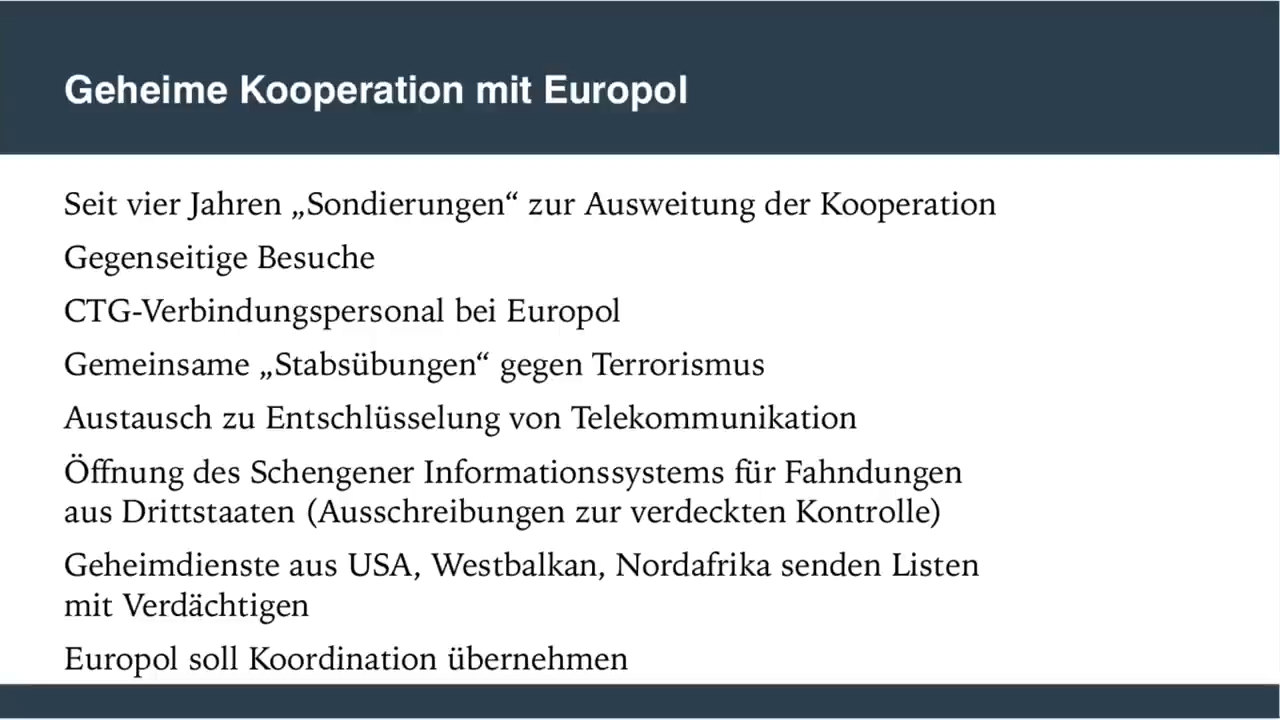 Geheime Kooperation mit Europol
Seit vier Jahren „Sondierungen“ zur Ausweitung der Kooperation
Gegenseitige Besuche
CTG-Verbindungspersonal bei Europol
Gemeinsame „Stabsübungen“ gegen Terrorismus
Austausch zu Entschlüsselung von Telekommunikation
Öffnung des Schengener Informationssystems für Fahndungen
aus Drittstaaten (Ausschreibungen zur verdeckten Kontrolle)
Geheimdienste aus USA, Westbalkan, Nordafrika senden Listen
mit Verdächtigen
Europol soll Koordination übernehmen